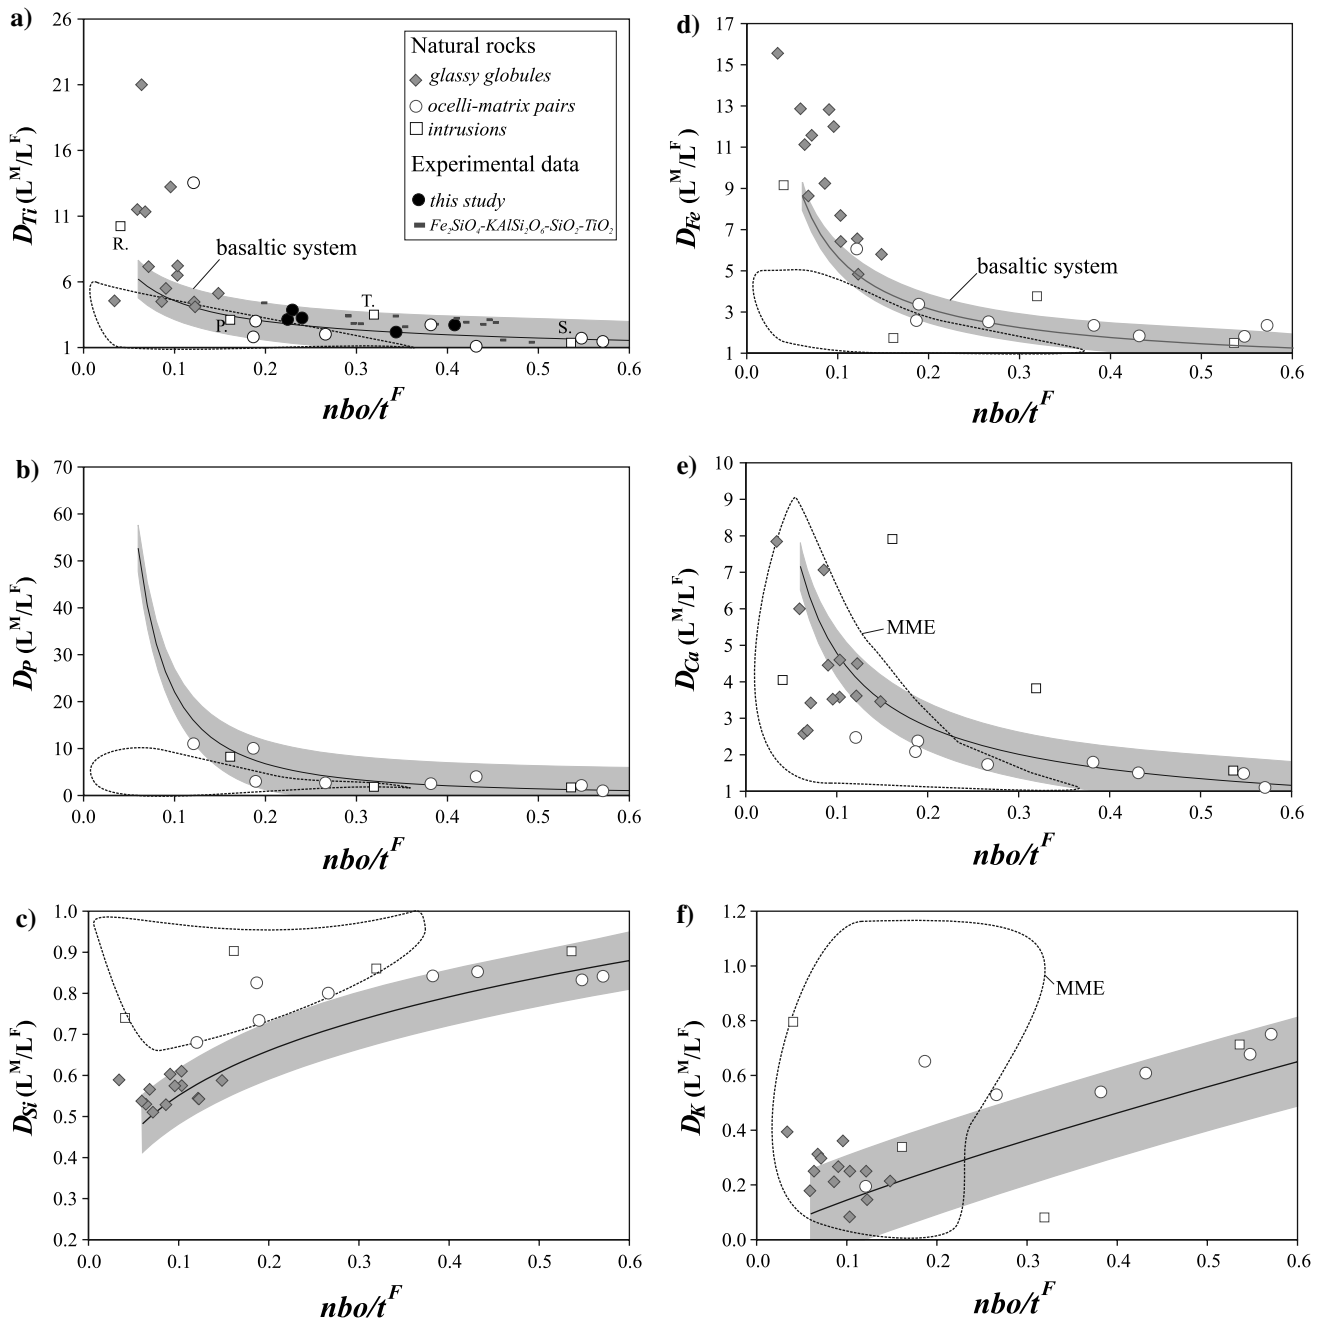 a)
26
21
16
11
6
1
D_Ti (L^M/L^F)
Natural rocks
glassy globules
ocelli-matrix pairs
intrusions
Experimental data
this study
Fe₂SiO₄-KAlSi₂O₆-SiO₂-TiO₂
R.
basaltic system
P.
T.
S.
0.0 0.1 0.2 0.3 0.4 0.5 0.6
nbo/t^F
d)
17
15
13
11
9
7
5
3
1
D_Fe (L^M/L^F)
basaltic system
0.0 0.1 0.2 0.3 0.4 0.5 0.6
nbo/t^F
b)
70
60
50
40
30
20
10
0
D_P (L^M/L^F)
0.0 0.1 0.2 0.3 0.4 0.5 0.6
nbo/t^F
e)
10
9
8
7
6
5
4
3
2
1
D_Ca (L^M/L^F)
MME
0.0 0.1 0.2 0.3 0.4 0.5 0.6
nbo/t^F
c)
1.0
0.9
0.8
0.7
0.6
0.5
0.4
0.3
0.2
D_Si (L^M/L^F)
0.0 0.1 0.2 0.3 0.4 0.5 0.6
nbo/t^F
f)
1.2
1.0
0.8
0.6
0.4
0.2
0.0
D_K (L^M/L^F)
MME
0.0 0.1 0.2 0.3 0.4 0.5 0.6
nbo/t^F